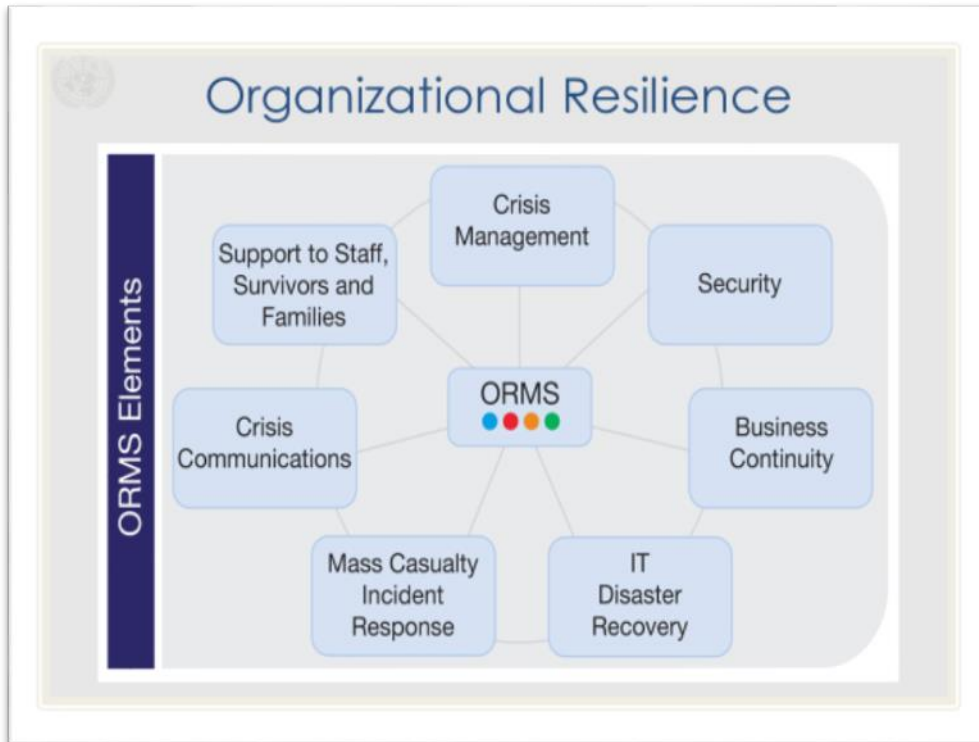 Organizational Resilience
ORMS Elements
Crisis
Management
Security
Business
Continuity
IT
Disaster
Recovery
Mass Casualty
Incident
Response
Crisis
Communications
Support to Staff,
Survivors and
Families
ORMS